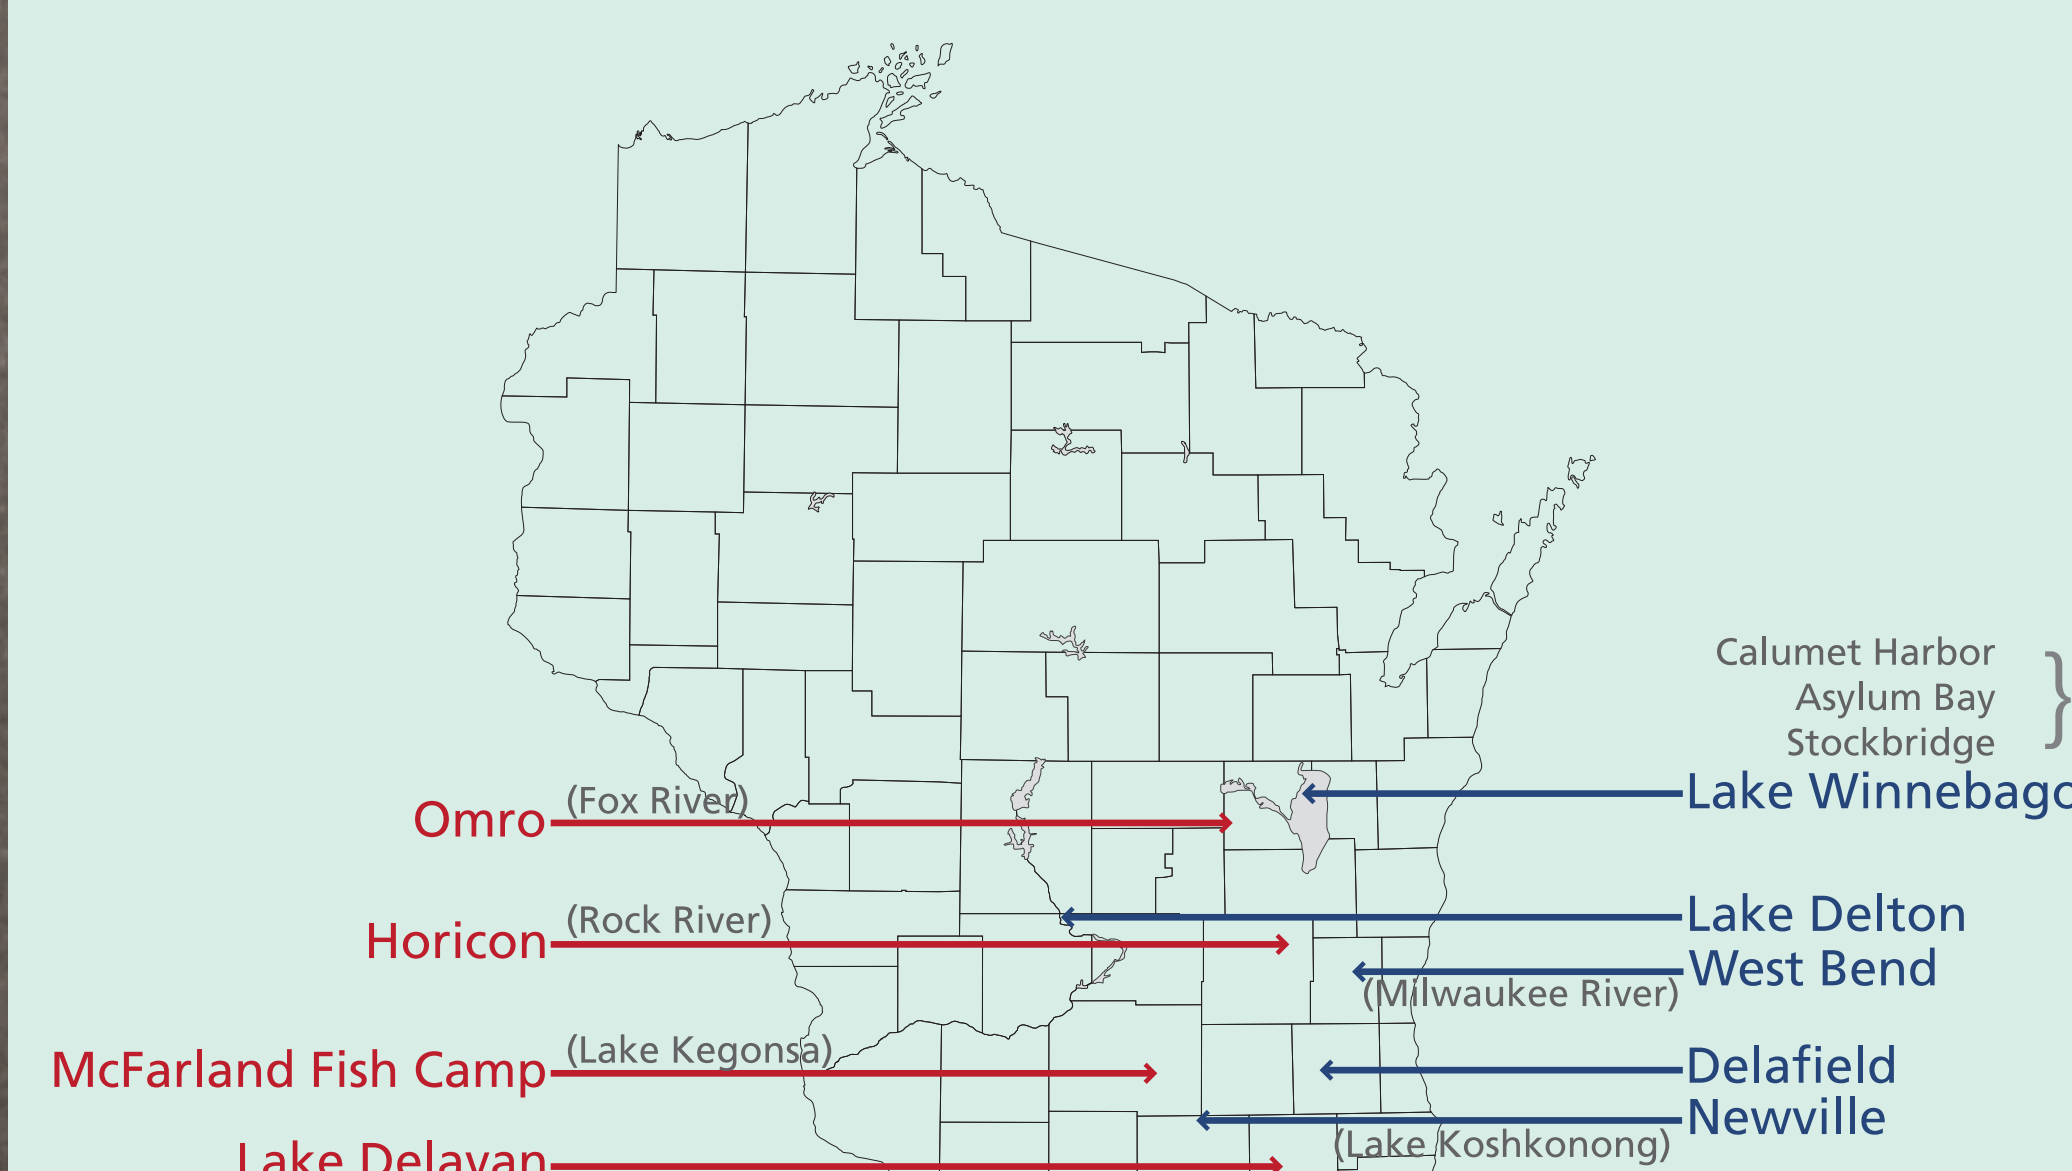 Calumet Harbor
Asylum Bay
Stockbridge
Lake Winnebago
Omro (Fox River)
Lake Delton
Horicon (Rock River)
West Bend
(Milwaukee River)
McFarland Fish Camp (Lake Kegonsa)
Delafield
Newville
(Lake Koshkonong)
Lake Delavan